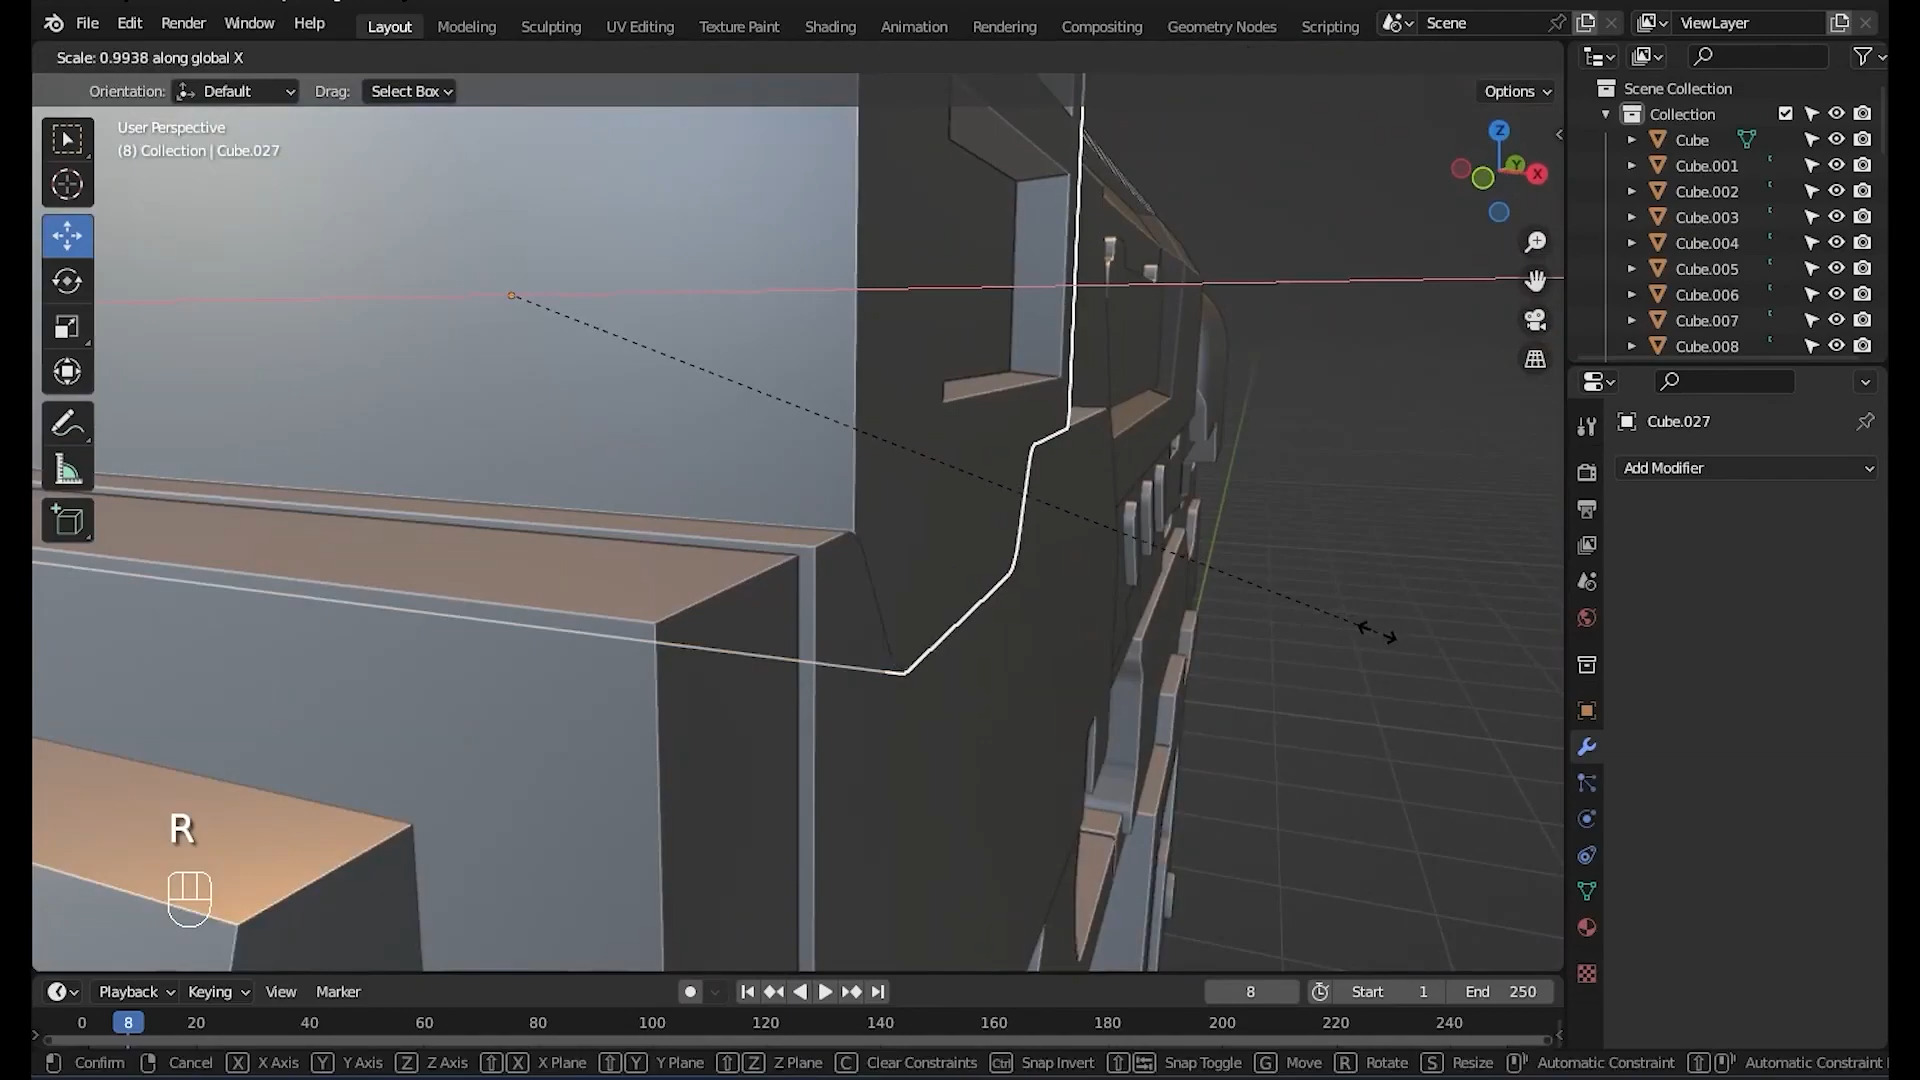 File Edit Render Window Help Layout Modeling Sculpting UV Editing Texture Paint Shading Animation Rendering Compositing Geometry Nodes Scripting Scene ViewLayer
Scale: 0.9938 along global X
Orientation: Default Drag: Select Box Options
User Perspective
(8) Collection | Cube.027
Z
Y
X
Scene Collection
Collection
Cube
Cube.001
Cube.002
Cube.003
Cube.004
Cube.005
Cube.006
Cube.007
Cube.008
Cube.027
Add Modifier
R
Playback Keying View Marker 8 Start 1 End 250
0 8 20 40 60 80 100 120 140 160 180 200 220 240
Confirm Cancel X X Axis Y Y Axis Z Z Axis X X Plane Y Y Plane Z Z Plane C Clear Constraints Ctrl Snap Invert Snap Toggle G Move R Rotate S Resize Automatic Constraint Automatic Constraint